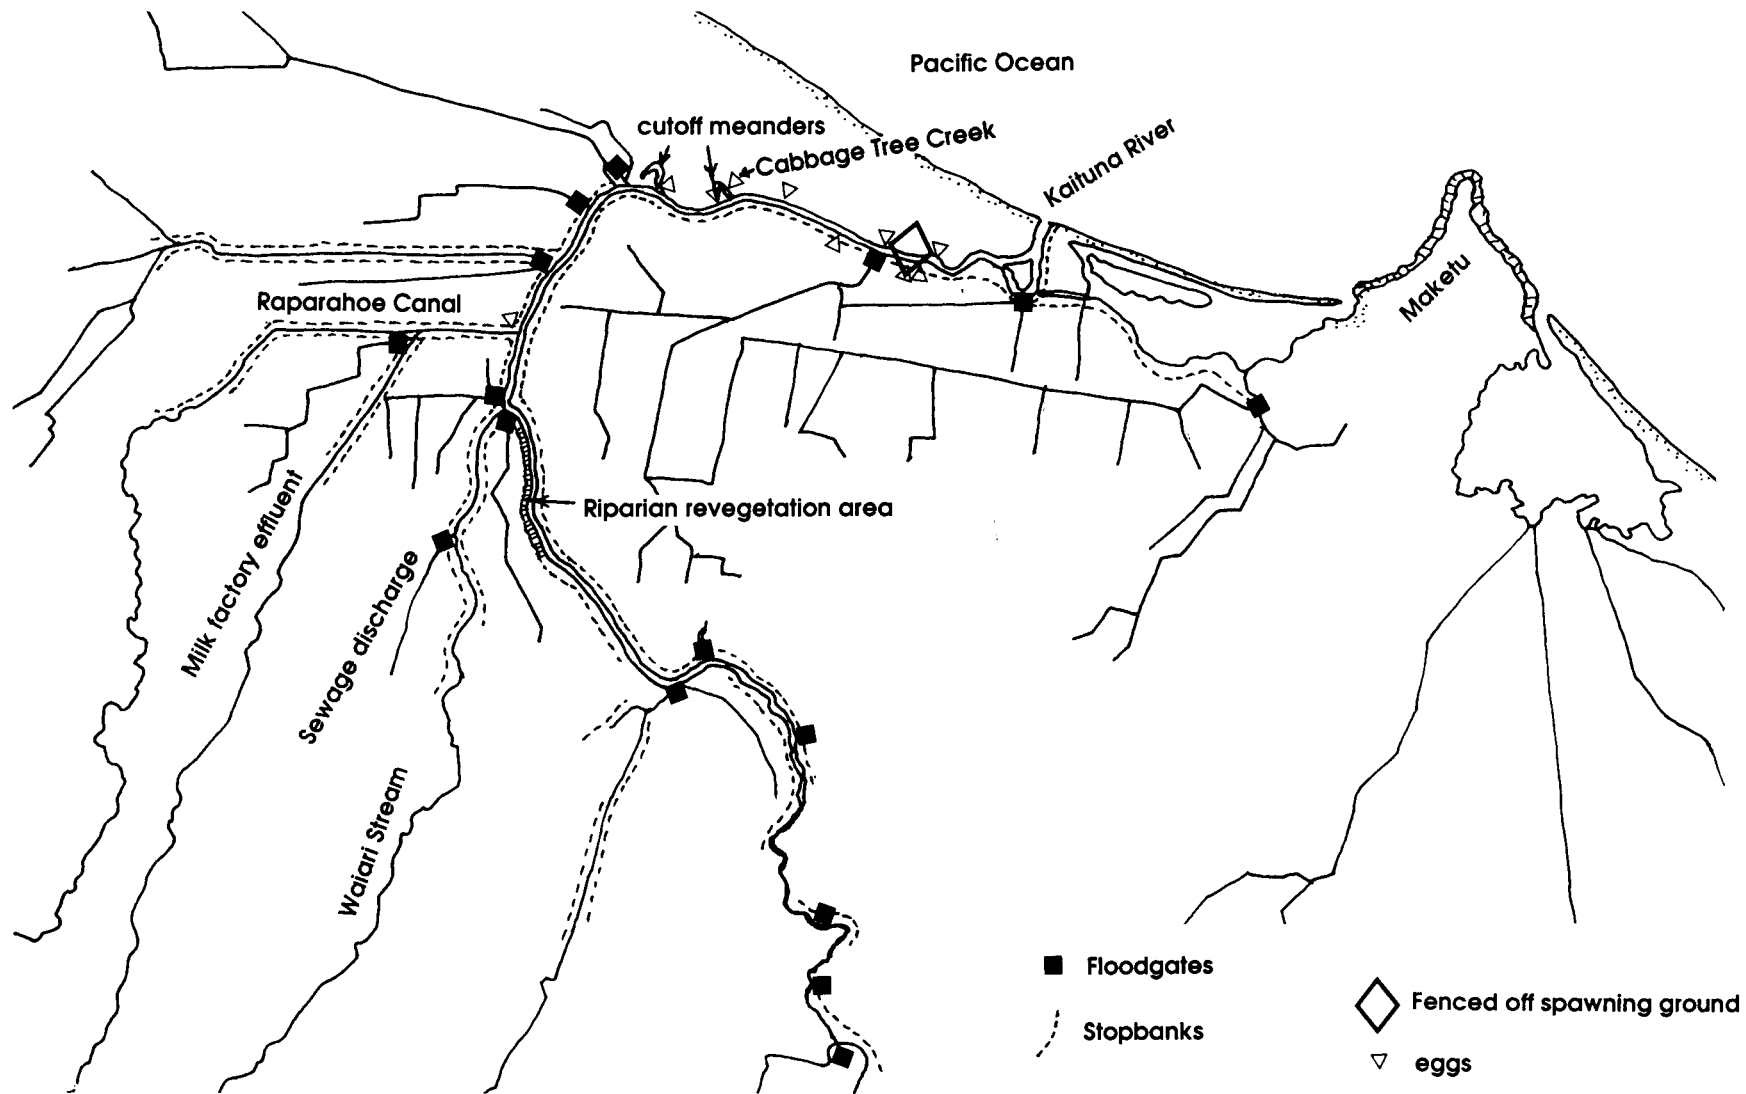 Pacific Ocean
cutoff meanders
Cabbage Tree Creek
Kaituna River
Maketu
Raparahoe Canal
Riparian revegetation area
Milk factory effluent
Sewage discharge
Waiari Stream
Floodgates
Stopbanks
Fenced off spawning ground
eggs